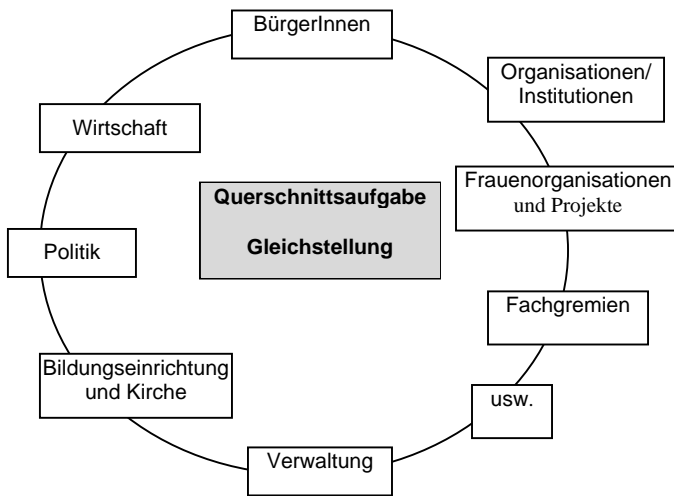 BürgerInnen
Organisationen/
Institutionen
Wirtschaft
Frauenorganisationen
und Projekte
Querschnittsaufgabe
Gleichstellung
Politik
Fachgremien
Bildungseinrichtung
und Kirche
usw.
Verwaltung